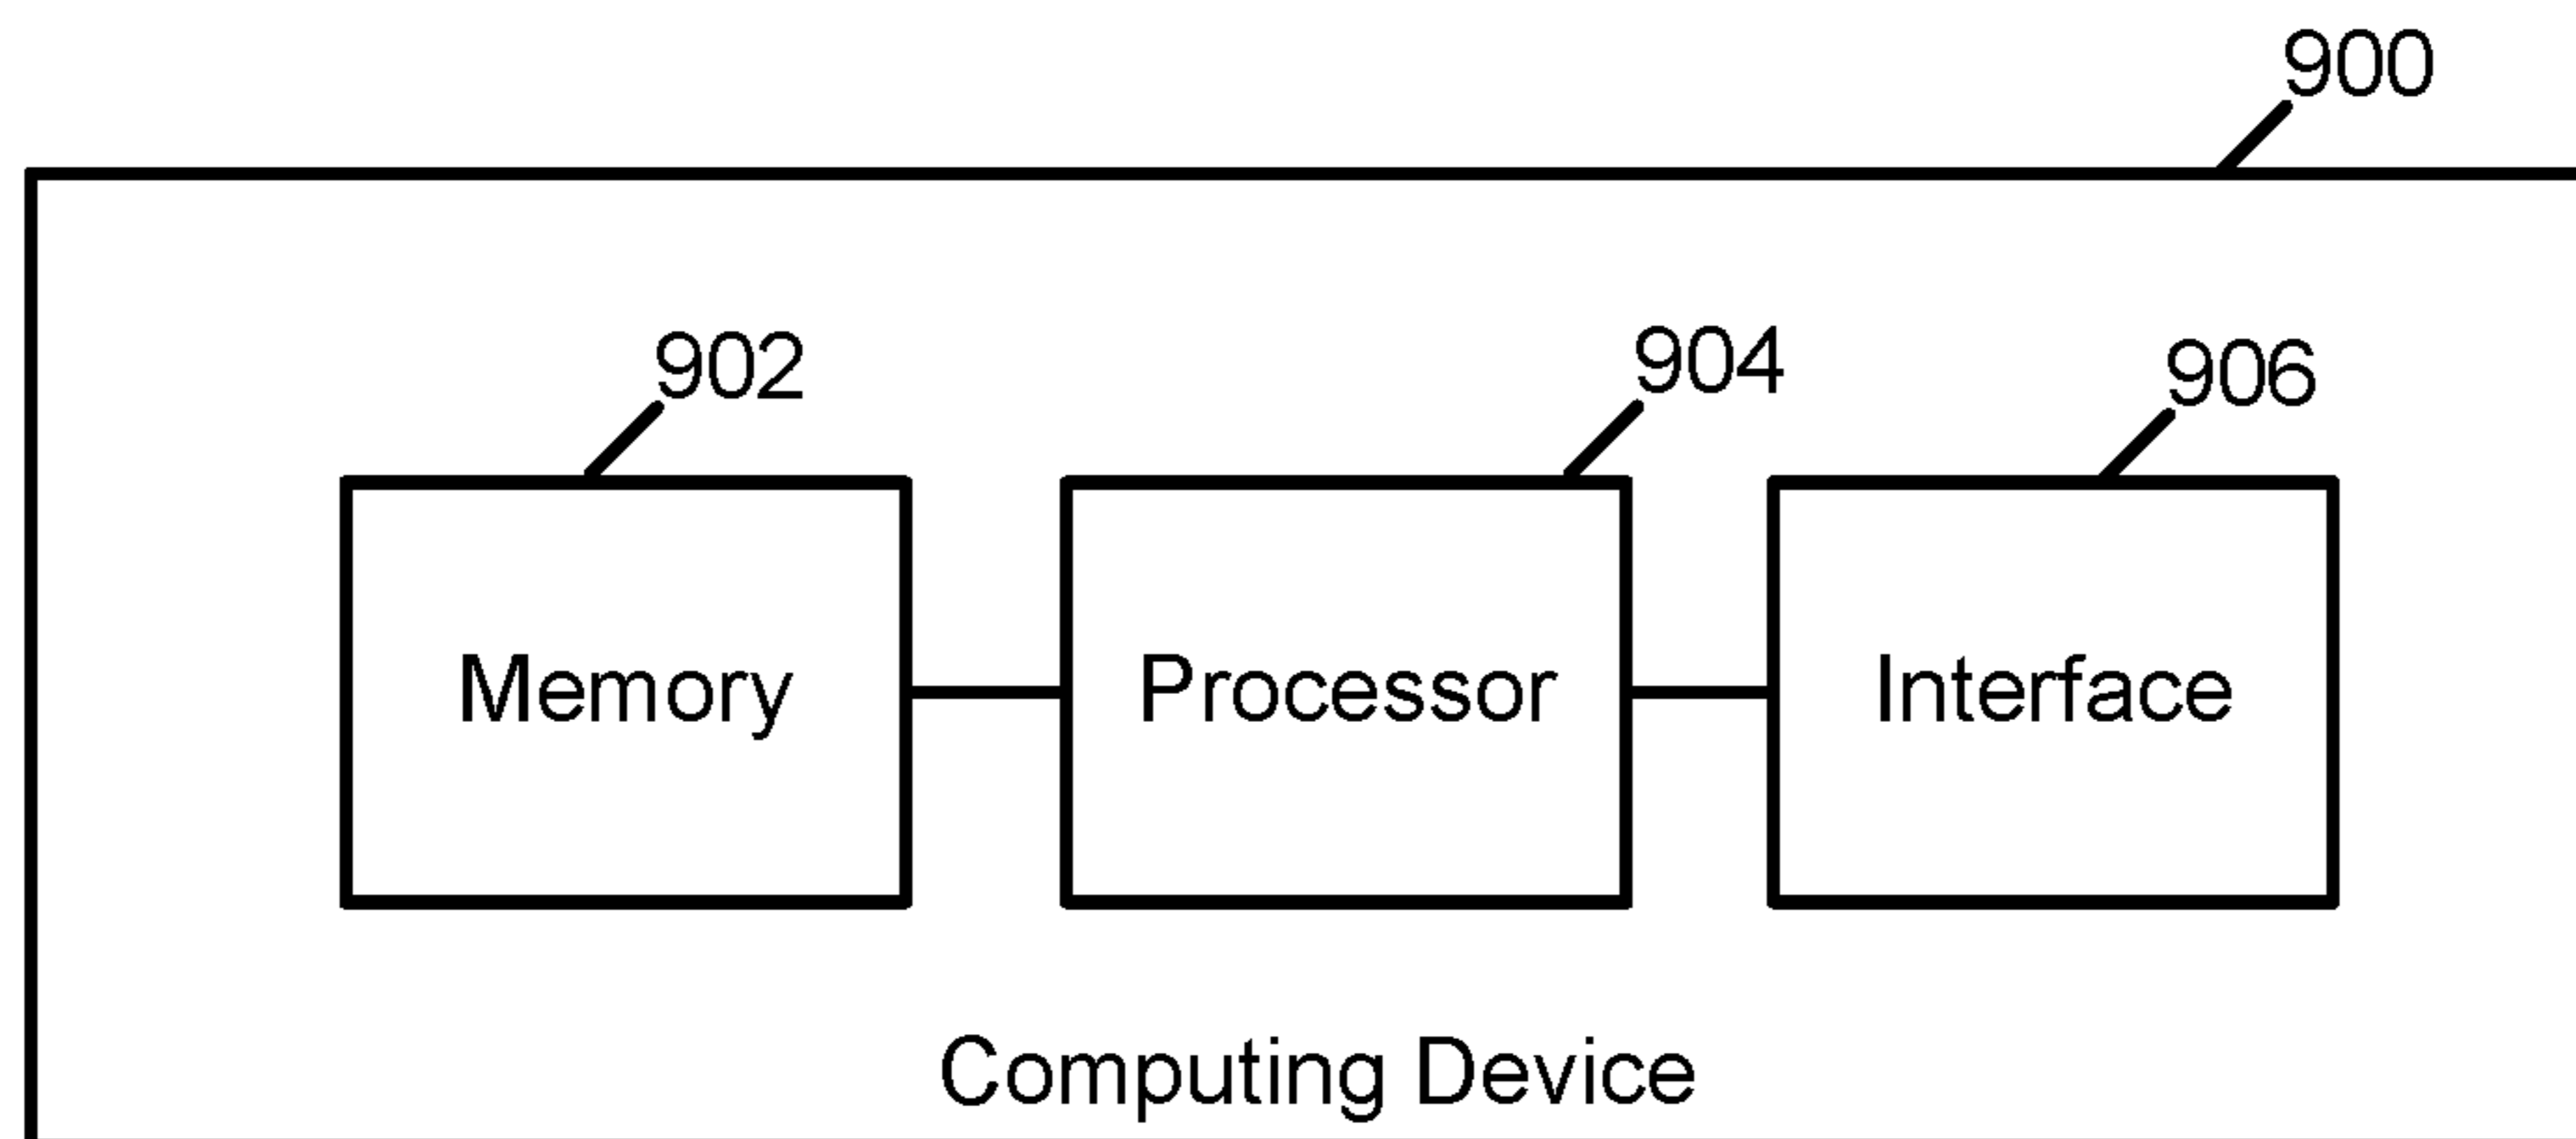 900
902
904
906
Memory
Processor
Interface
Computing Device